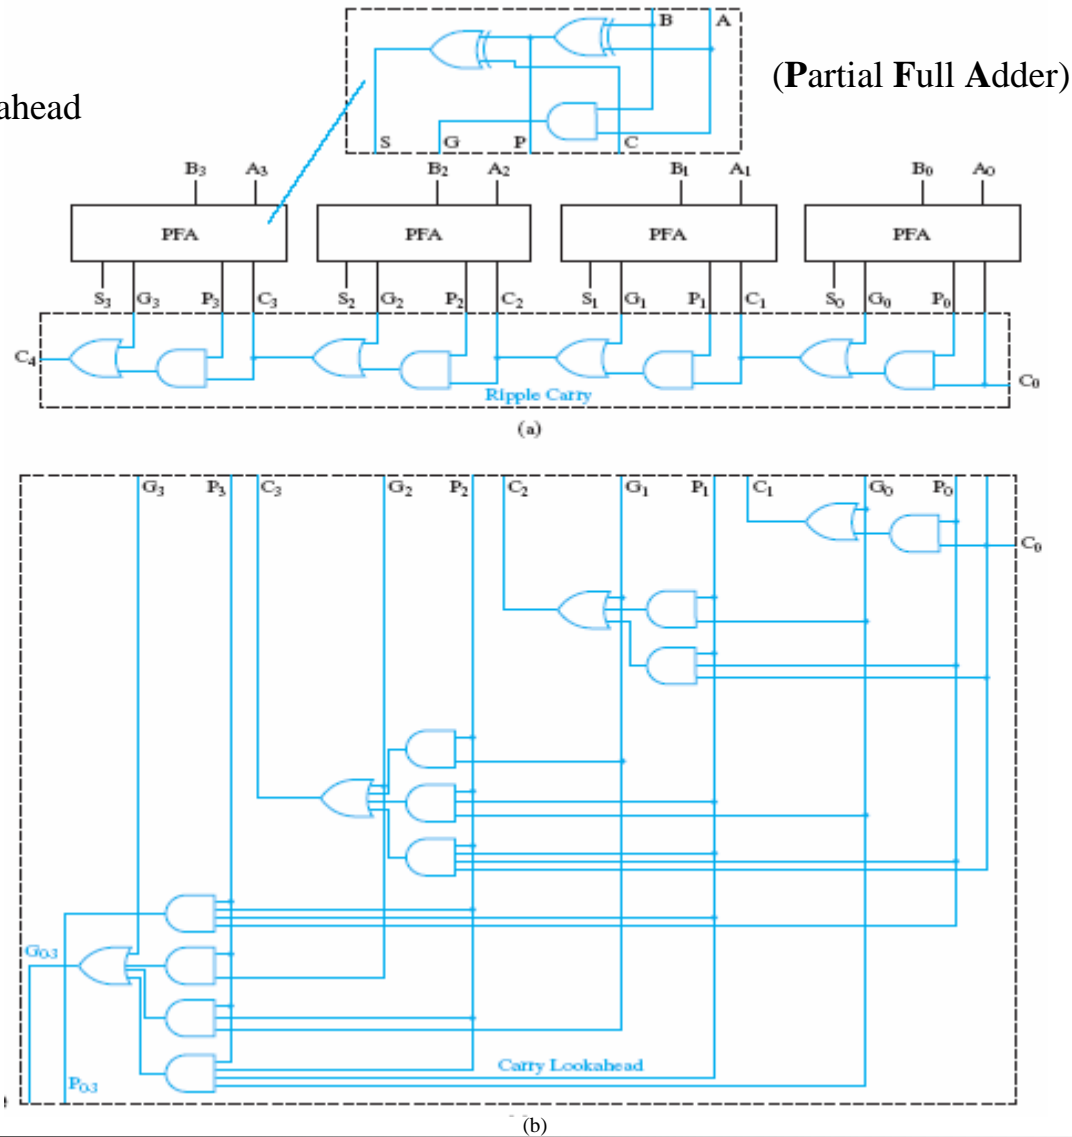 ahead
(Partial Full Adder)
B A
S G P C
B3 A3 B2 A2 B1 A1 B0 A0
PFA PFA PFA PFA
S3 G3 P3 C3 S2 G2 P2 C2 S1 G1 P1 C1 S0 G0 P0
C4
C0
Ripple Carry
(a)
G3 P3 C3 G2 P2 C2 G1 P1 C1 G0 P0
C0
G0-3
Carry Lookahead
P0-3
(b)